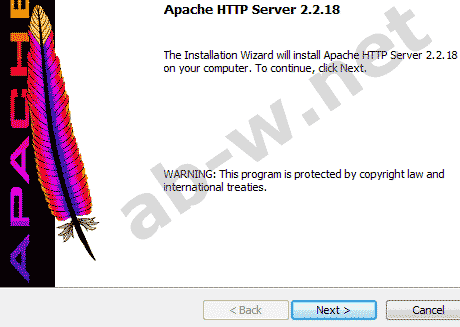 Apache HTTP Server 2.2.18
The Installation Wizard will install Apache HTTP Server 2.2.18
on your computer. To continue, click Next.
WARNING: This program is protected by copyright law and
international treaties.
APACHE
ab-w.net
< Back
Next >
Cancel